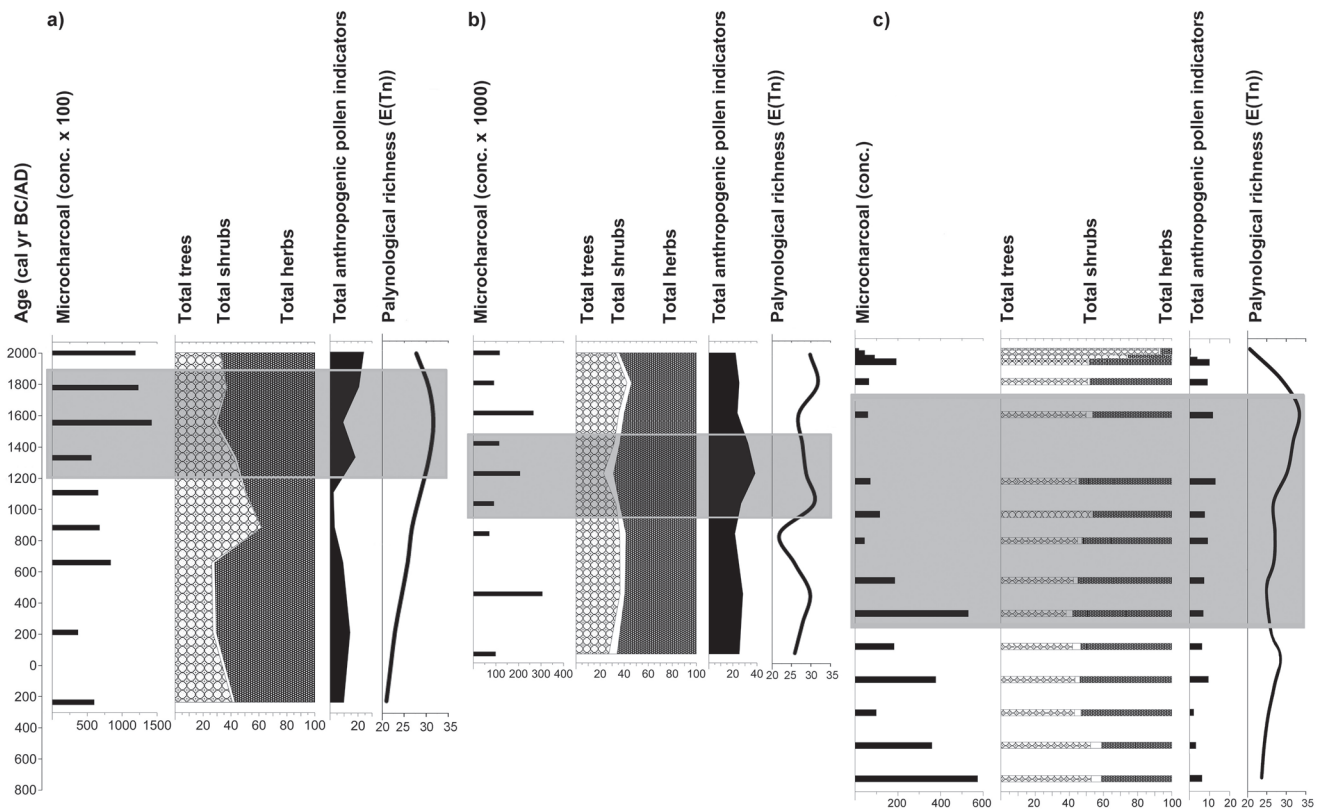 a)
Age (cal yr BC/AD)
Microcharcoal (conc. x 100)
Total trees
Total shrubs
Total herbs
Total anthropogenic pollen indicators
Palynological richness (E(Tn))
b)
Microcharcoal (conc. x 1000)
Total trees
Total shrubs
Total herbs
Total anthropogenic pollen indicators
Palynological richness (E(Tn))
c)
Microcharcoal (conc.)
Total trees
Total shrubs
Total herbs
Total anthropogenic pollen indicators
Palynological richness (E(Tn))
2000
1800
1600
1400
1200
1000
800
600
400
200
0
200
400
600
800
500 1000 1500
20 40 60 80 100
20
20 25 30 35
100 200 300 400
20 40 60 80 100
20 40
20 25 30 35
200 400 600
20 40 60 80 100
10 20
20 25 30 35